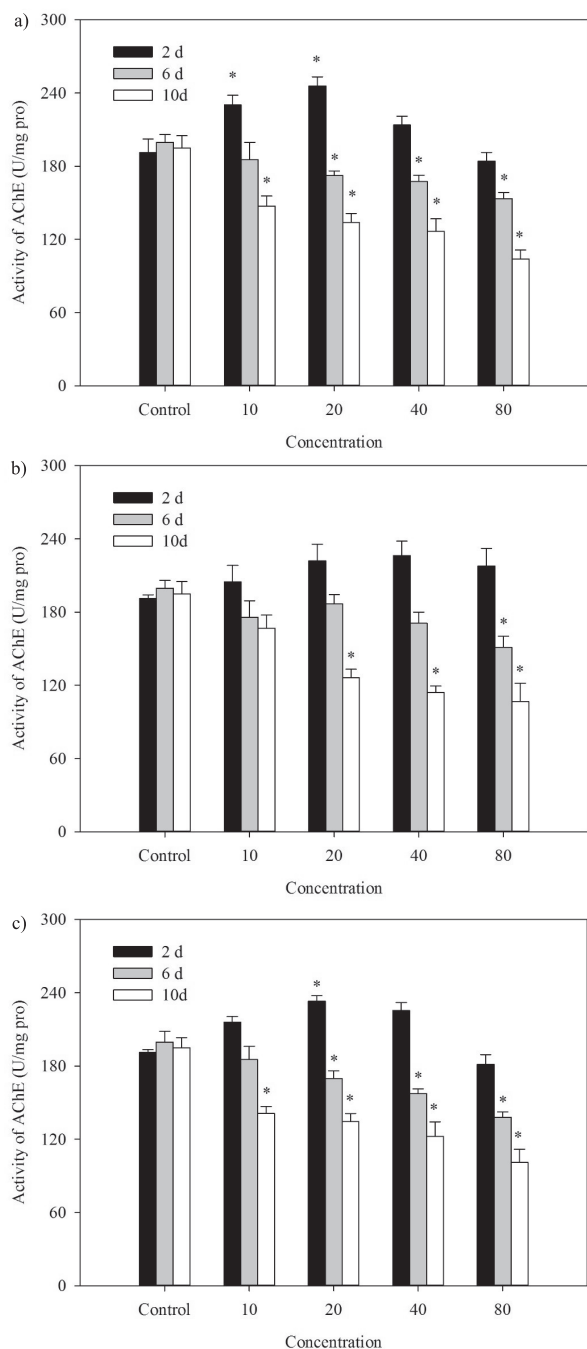 a)
300
240
180
120
60
0
Activity of AChE (U/mg pro)
2 d
6 d
10d
* * * * * * * * *
Control 10 20 40 80
Concentration
b)
300
240
180
120
60
0
Activity of AChE (U/mg pro)
2 d
6 d
10d
* * * *
Control 10 20 40 80
Concentration
c)
300
240
180
120
60
0
Activity of AChE (U/mg pro)
2 d
6 d
10d
* * * * * * * *
Control 10 20 40 80
Concentration